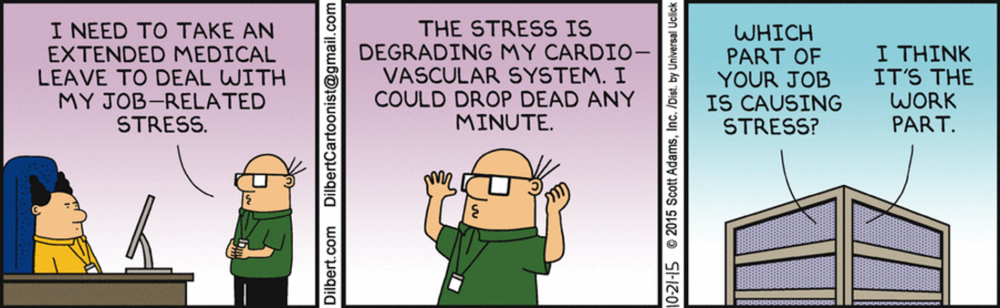 I NEED TO TAKE AN
EXTENDED MEDICAL
LEAVE TO DEAL WITH
MY JOB-RELATED
STRESS.
Dilbert.com DilbertCartoonist@gmail.com
THE STRESS IS
DEGRADING MY CARDIO-
VASCULAR SYSTEM. I
COULD DROP DEAD ANY
MINUTE.
10-21-15 © 2015 Scott Adams, Inc. /Dist. by Universal Uclick
WHICH
PART OF
YOUR JOB
IS CAUSING
STRESS?
I THINK
IT'S THE
WORK
PART.